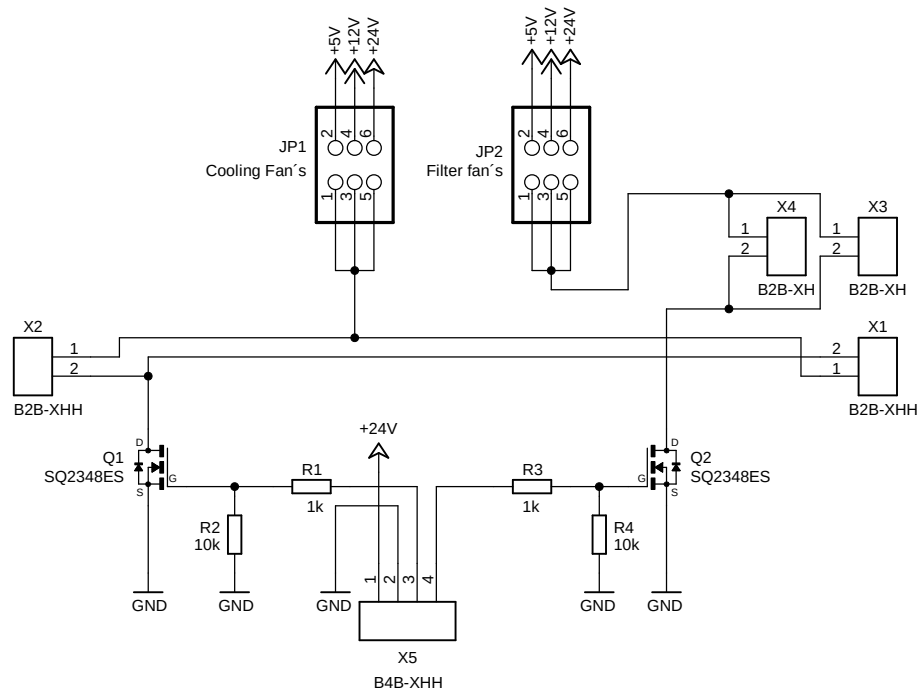 +5V
+12V
+24V
+5V
+12V
+24V
2 4 6
JP1
Cooling Fan´s
1 3 5
2 4 6
JP2
Filter fan´s
1 3 5
X4
1
2
B2B-XH
X3
1
2
B2B-XH
X2
1
2
B2B-XHH
X1
2
1
B2B-XHH
+24V
D
Q1
SQ2348ES
G
S
R1
1k
R2
10k
GND
GND
GND
R3
1k
R4
10k
GND
D
Q2
SQ2348ES
G
S
GND
1 2 3 4
X5
B4B-XHH